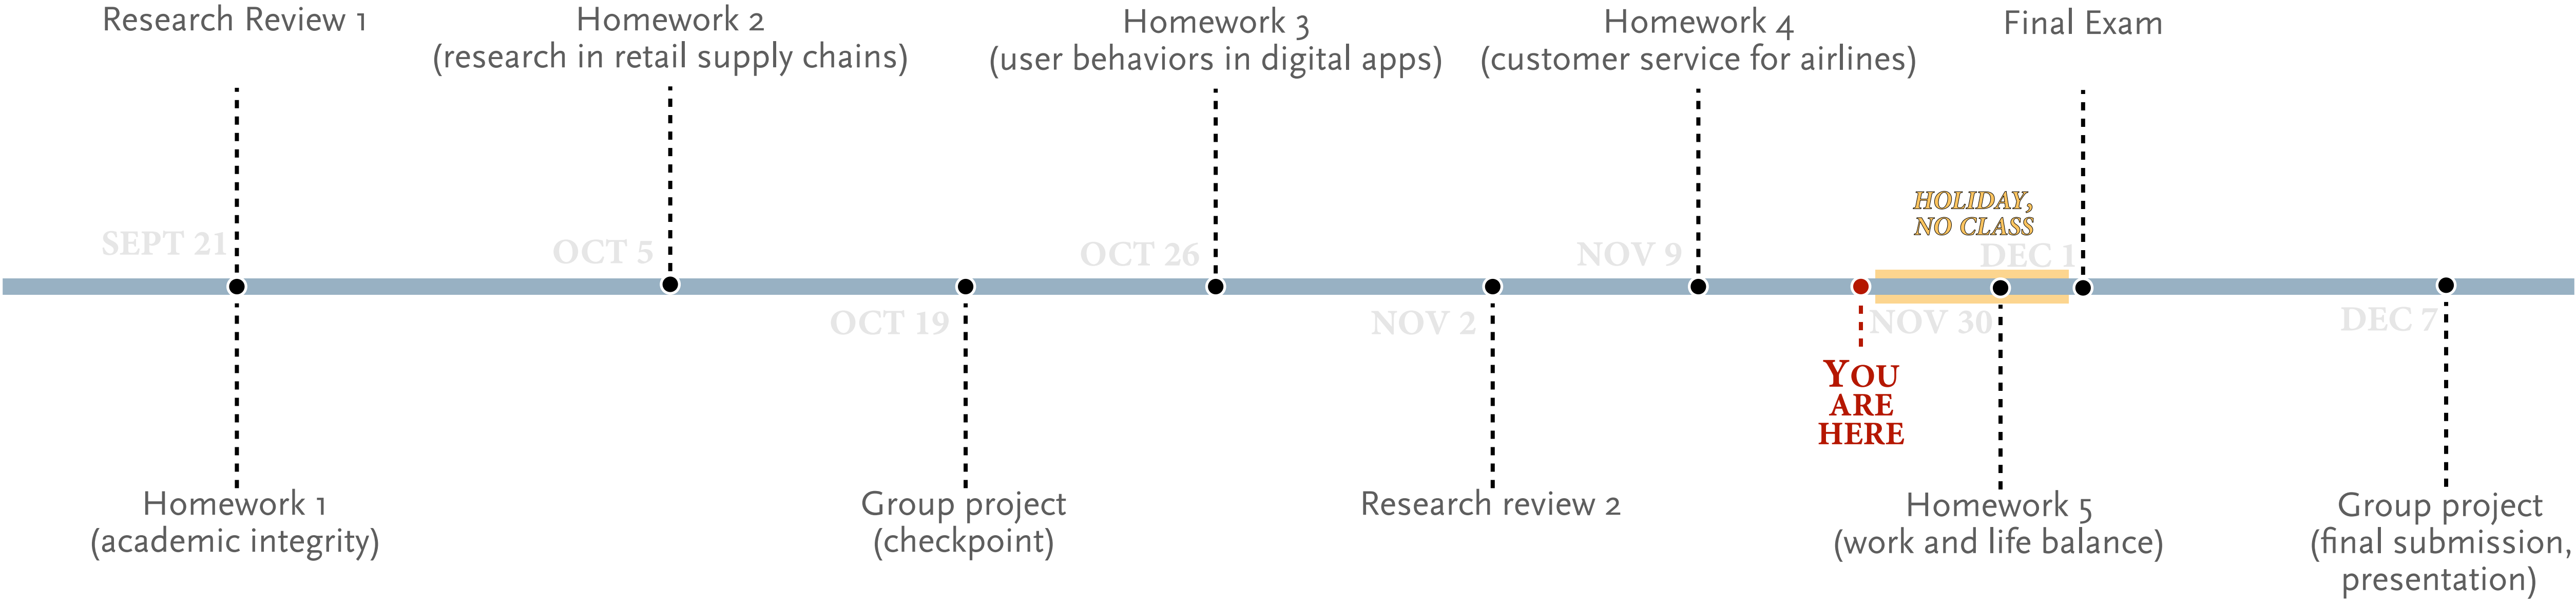 Research Review 1
Homework 2
(research in retail supply chains)
Homework 3
(user behaviors in digital apps)
Homework 4
(customer service for airlines)
Final Exam
HOLIDAY,
NO CLASS
SEPT 21
OCT 5
OCT 26
NOV 9
DEC 1
OCT 19
NOV 2
NOV 30
DEC 7
YOU
ARE
HERE
Homework 1
(academic integrity)
Group project
(checkpoint)
Research review 2
Homework 5
(work and life balance)
Group project
(final submission,
presentation)